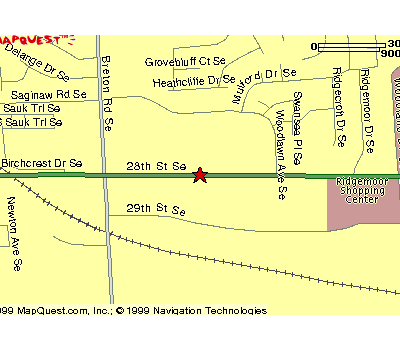 MAPQUEST
Delange Dr Se
Breton Rd Se
Grovebluff Ct Se
Heathcliffe Dr Se
Mulford Dr Se
0
900
Saginaw Rd Se
Sauk Trl Se
S Sauk Trl Se
Swansea Pl Se
Woodlawn Ave Se
Ridgecroft Dr Se
Ridgemoor Dr Se
Birchcrest Dr Se
28th St Se
Ridgemoor
Shopping
Center
29th St Se
Newton Ave Se
999 MapQuest.com, Inc.; © 1999 Navigation Technologies